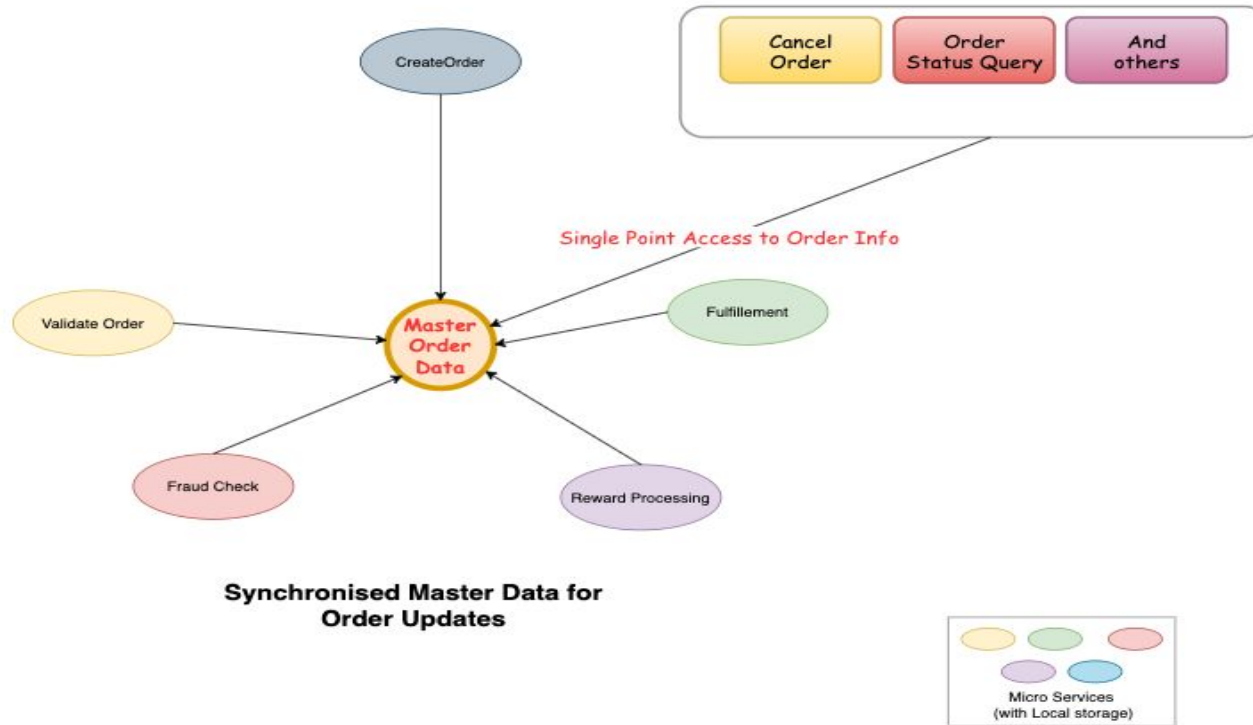 CreateOrder
Cancel
Order
Order
Status Query
And
others
Single Point Access to Order Info
Validate Order
Master
Order
Data
Fulfillment
Fraud Check
Reward Processing
Synchronised Master Data for
Order Updates
Micro Services
(with Local storage)